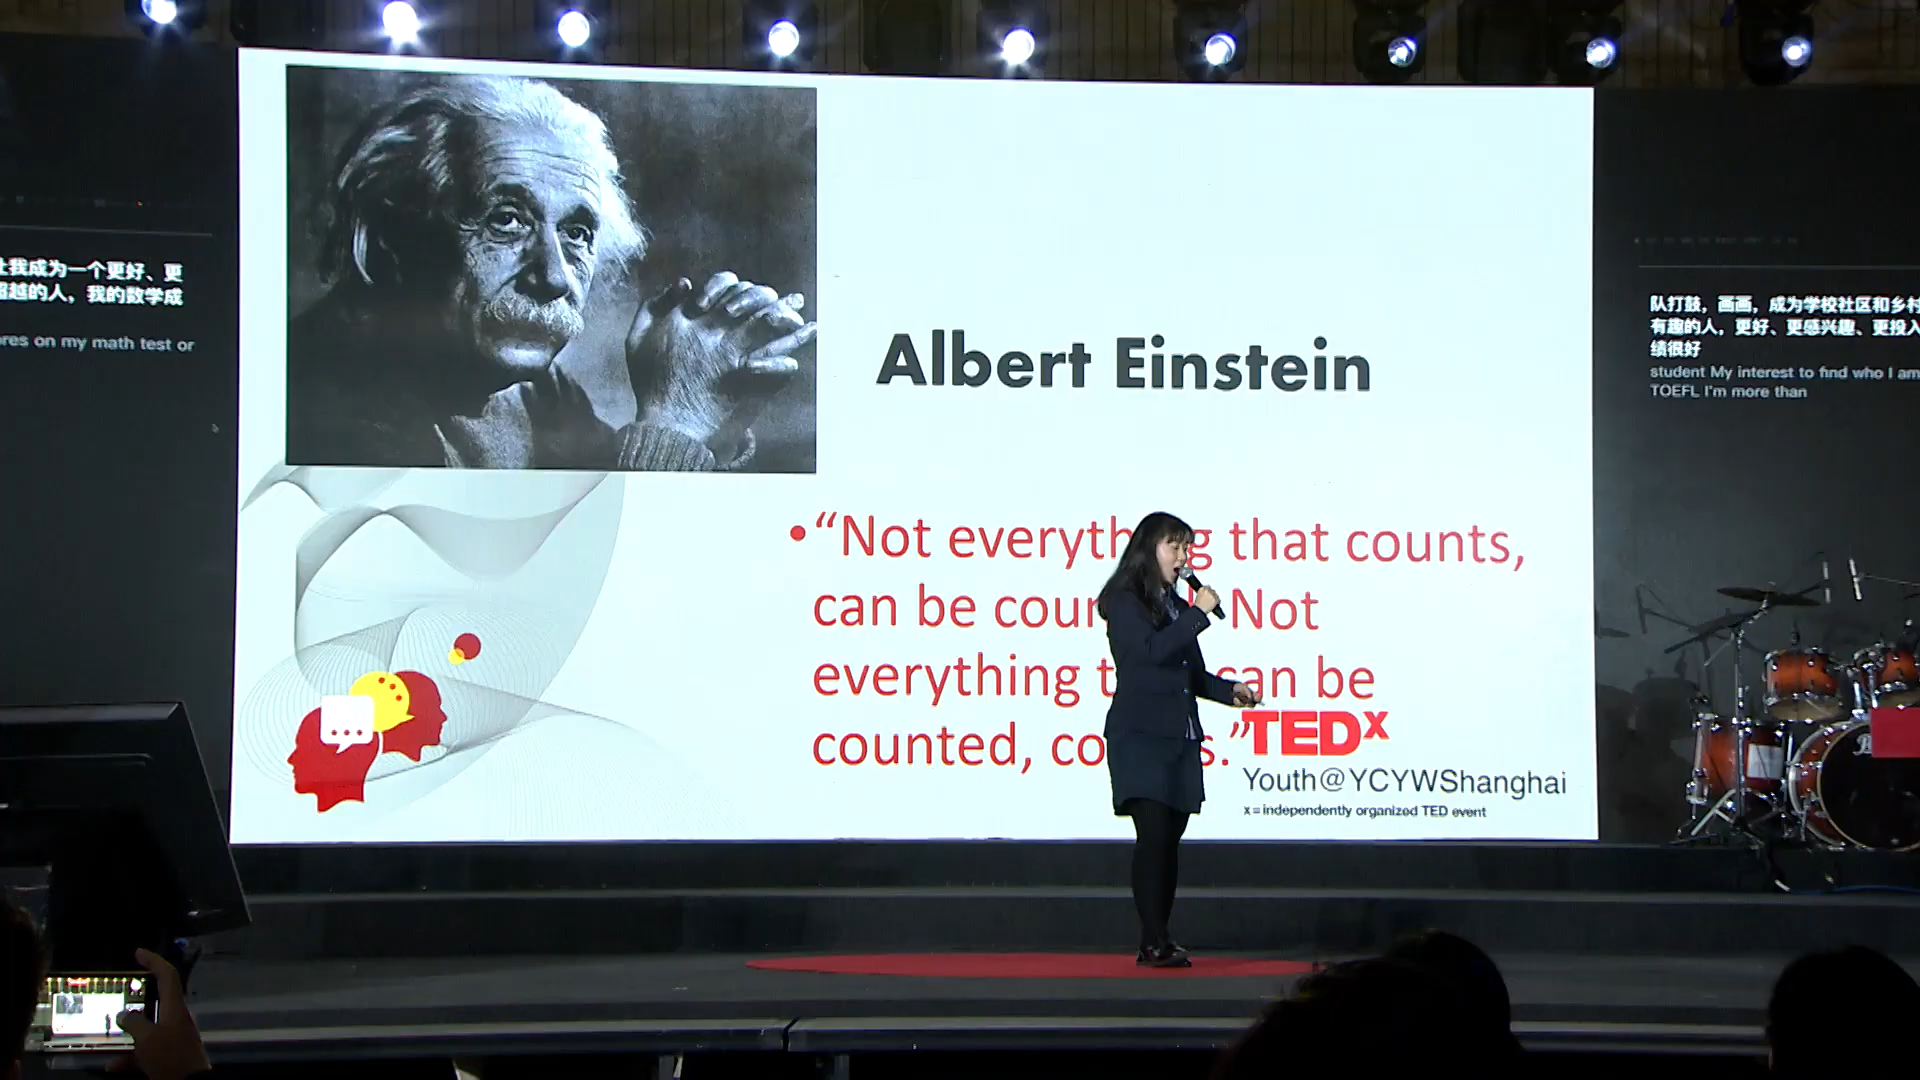 让我成为一个更好、更
超越的人，我的数学成
ores on my math test or
Albert Einstein
•“Not everything that counts,
can be coun Not
everything t can be
counted, co s.”
TEDx
Youth@YCYWShanghai
x = independently organized TED event
队打鼓，画画，成为学校社区和乡村
有趣的人，更好、更感兴趣、更投入
绩很好
student My interest to find who I am
TOEFL I'm more than